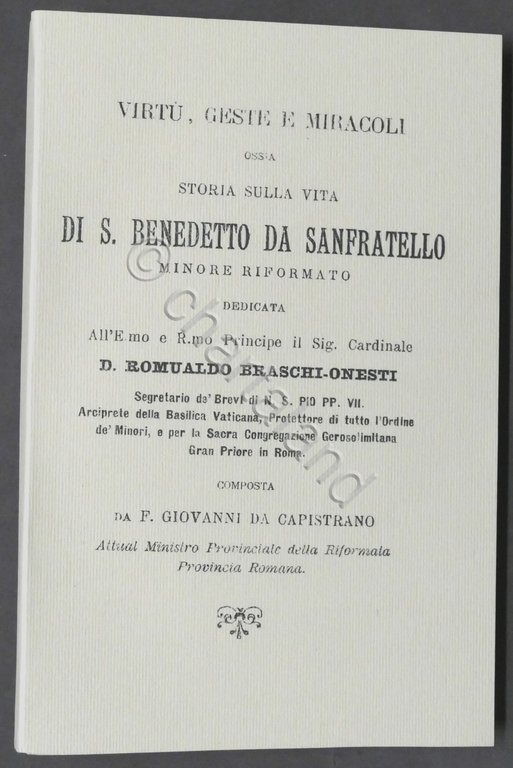 VIRTÙ, GESTE E MIRACOLI
OSSIA
STORIA SULLA VITA
DI S. BENEDETTO DA SANFRATELLO
MINORE RIFORMATO
DEDICATA
All'E.mo e R.mo Principe il Sig. Cardinale
D. ROMUALDO BRASCHI-ONESTI
Segretario de' Brevi di N. S. PIO PP. VII.
Arciprete della Basilica Vaticana, Protettore di tutto l'Ordine
de' Minori, e per la Sacra Congregazione Gerosolimitana
Gran Priore in Roma.
COMPOSTA
DA F. GIOVANNI DA CAPISTRANO
Attual Ministro Provinciale della Riformata
Provincia Romana.
© chartaland